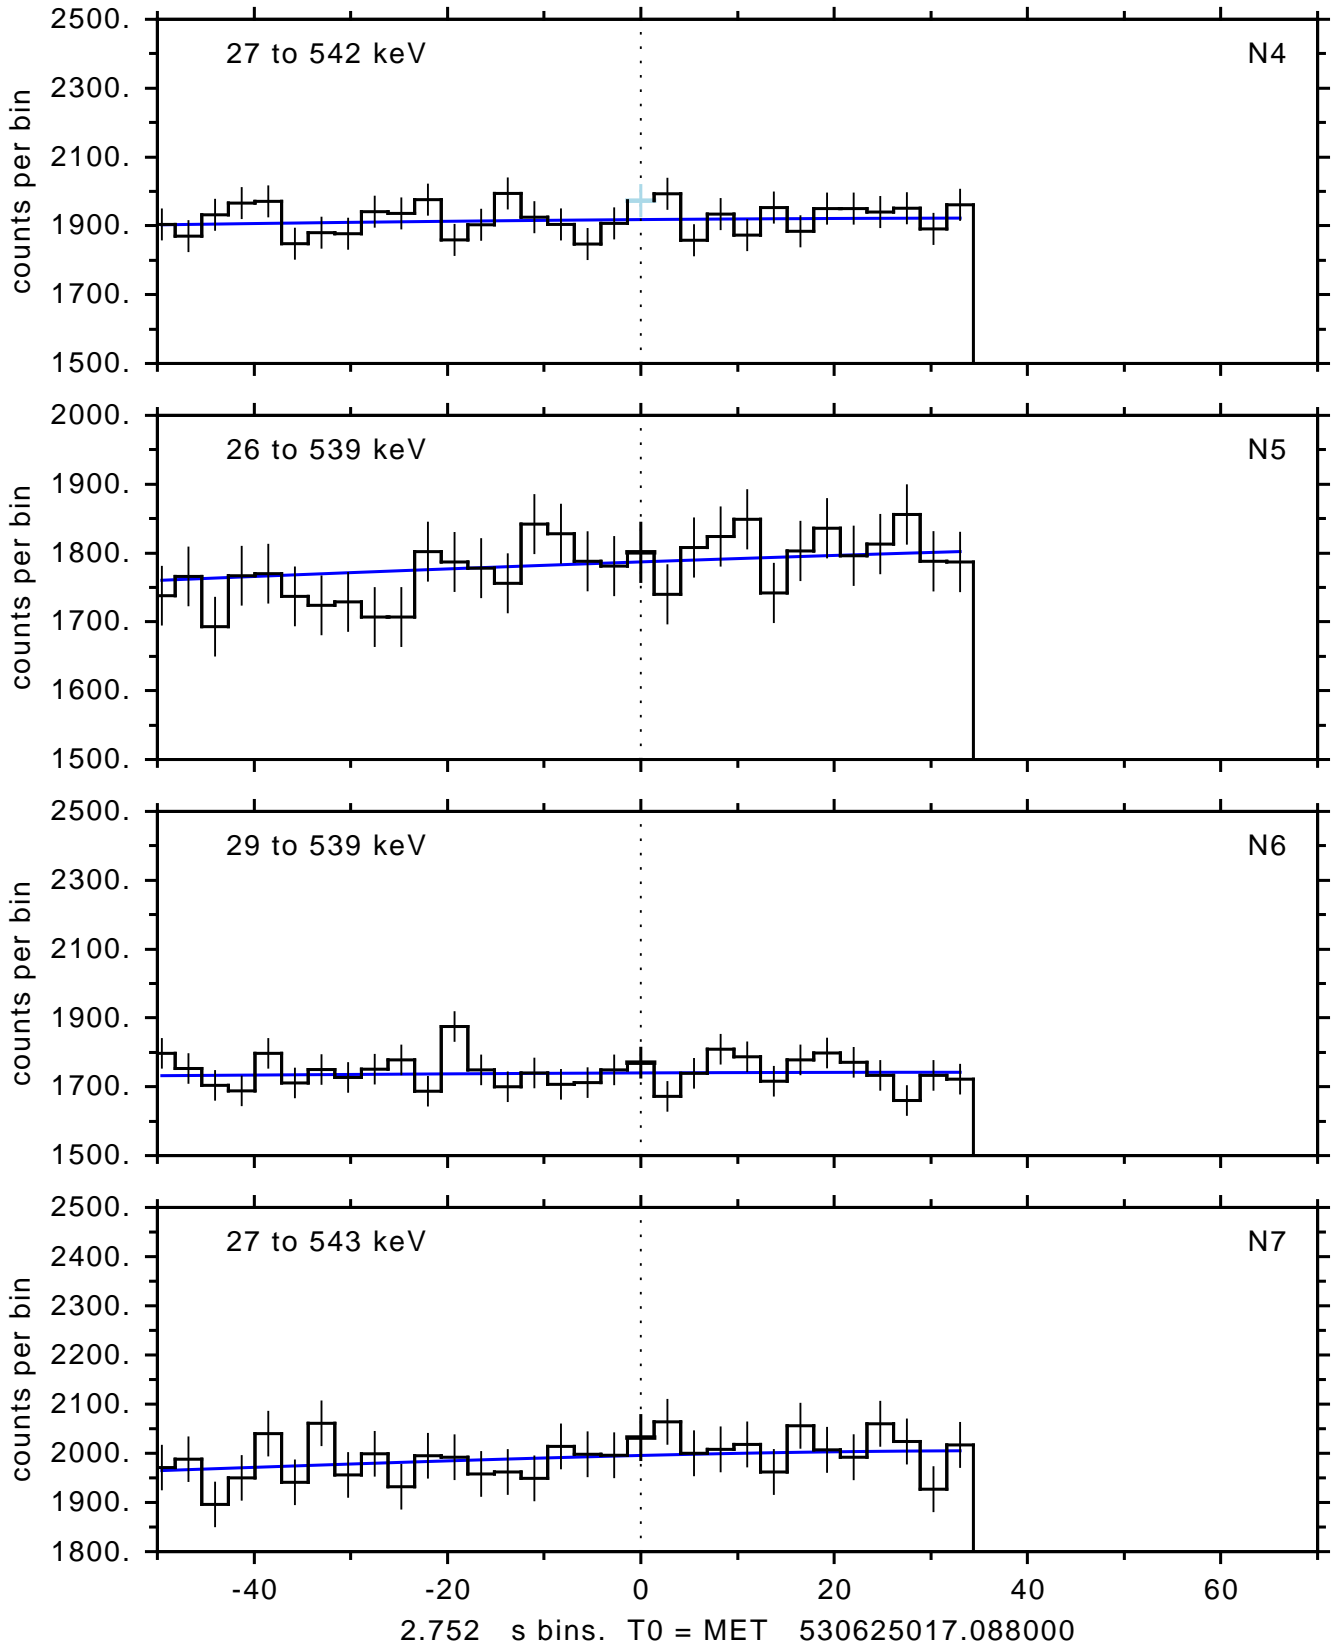 2500.
27 to 542 keV N4
2300.
2100.
1900.
1700.
1500.
counts per bin
2000.
26 to 539 keV N5
1900.
1800.
1700.
1600.
1500.
counts per bin
2500.
29 to 539 keV N6
2300.
2100.
1900.
1700.
1500.
counts per bin
2500.
27 to 543 keV N7
2400.
2300.
2200.
2100.
2000.
1900.
1800.
counts per bin
-40 -20 0 20 40 60
2.752 s bins. T0 = MET 530625017.088000